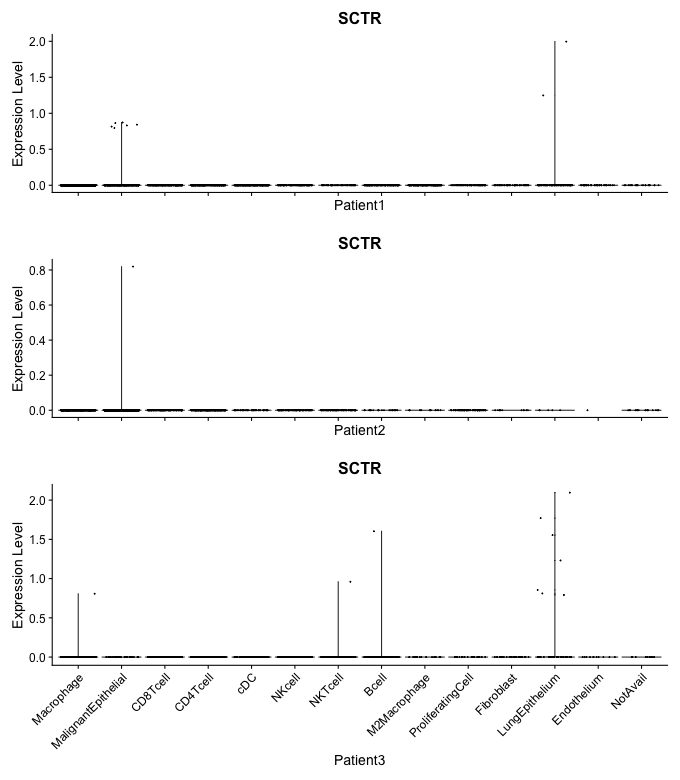 SCTR
Expression Level
2.0
1.5
1.0
0.5
0.0
Patient1
SCTR
Expression Level
0.8
0.6
0.4
0.2
0.0
Patient2
SCTR
Expression Level
2.0
1.5
1.0
0.5
0.0
Macrophage
MalignantEpithelial
CD8Tcell
CD4Tcell
cDC
NKcell
NKTcell
Bcell
M2Macrophage
ProliferatingCell
Fibroblast
LungEpithelium
Endothelium
NotAvail
Patient3